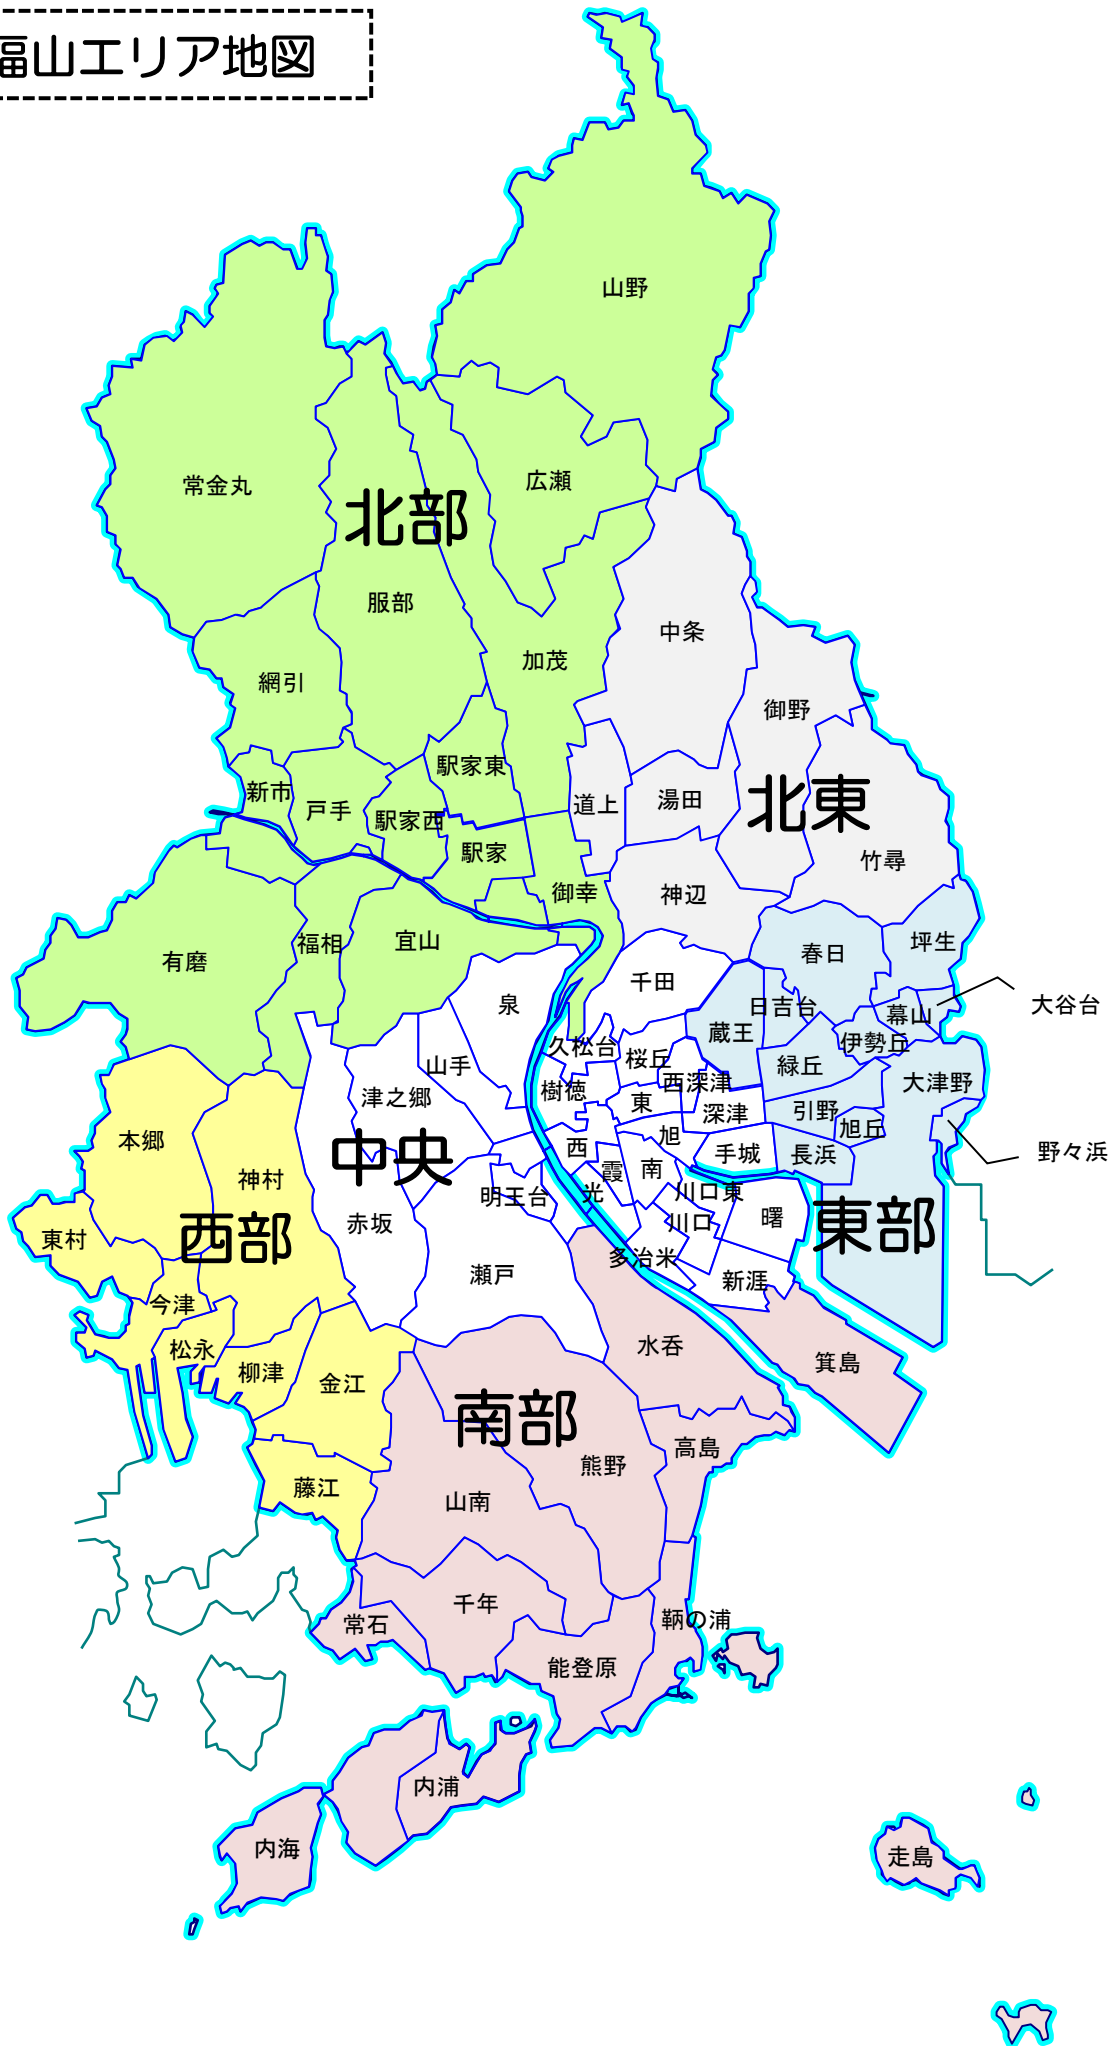 福山エリア地図
山野
常金丸
広瀬
北部
服部
中条
加茂
網引
御野
駅家東
新市
道上
湯田
北東
戸手
駅家西
駅家
竹尋
御幸
神辺
福相
宜山
坪生
春日
有磨
千田
泉
日吉台
大谷台
幕山
蔵王
伊勢丘
久松台
桜丘
山手
緑丘
西深津
大津野
樹徳
津之郷
東
深津
引野
旭丘
本郷
旭
西
手城
長浜
野々浜
中央
南
霞
神村
明王台
光
川口東
赤坂
川口
曙
東部
東村
西部
多治米
瀬戸
新涯
今津
水呑
松永
箕島
柳津
金江
南部
高島
熊野
藤江
山南
千年
常石
鞆の浦
能登原
内浦
内海
走島